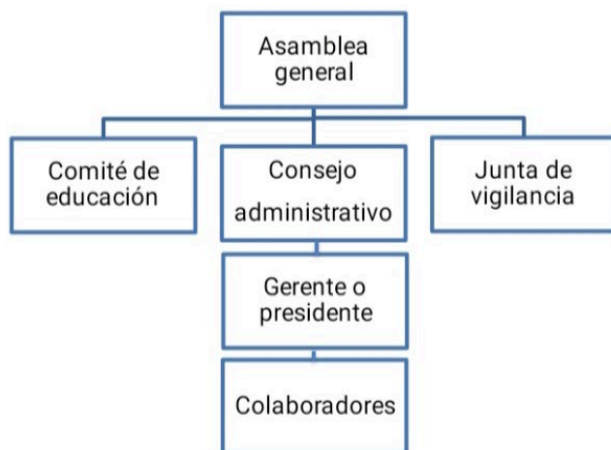 Asamblea
general
Comité de
educación
Consejo
administrativo
Junta de
vigilancia
Gerente o
presidente
Colaboradores